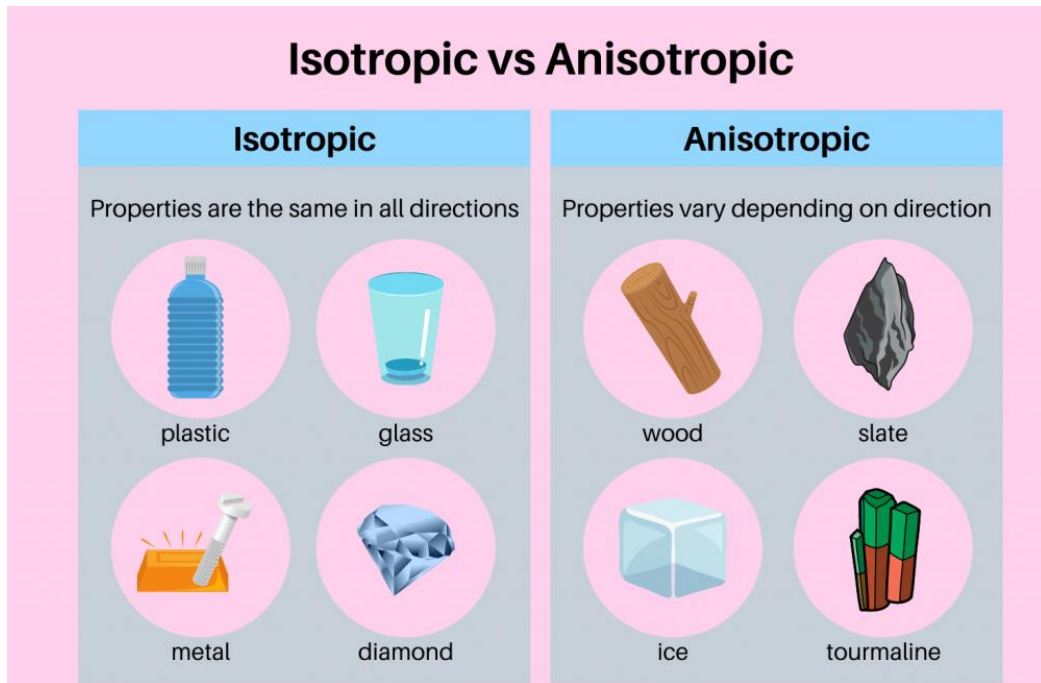 Isotropic vs Anisotropic
Isotropic
Properties are the same in all directions
plastic
glass
metal
diamond
Anisotropic
Properties vary depending on direction
wood
slate
ice
tourmaline